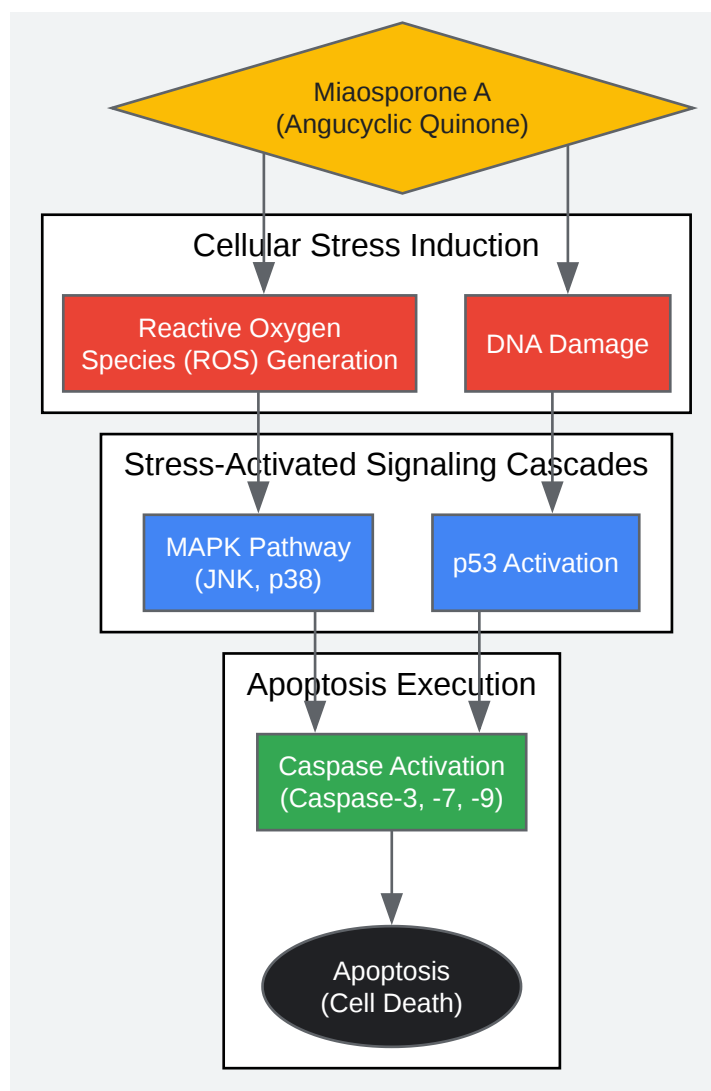 Miaosporone A
(Angucyclic Quinone)
Cellular Stress Induction
Reactive Oxygen
Species (ROS) Generation
DNA Damage
Stress-Activated Signaling Cascades
MAPK Pathway
(JNK, p38)
p53 Activation
Apoptosis Execution
Caspase Activation
(Caspase-3, -7, -9)
Apoptosis
(Cell Death)